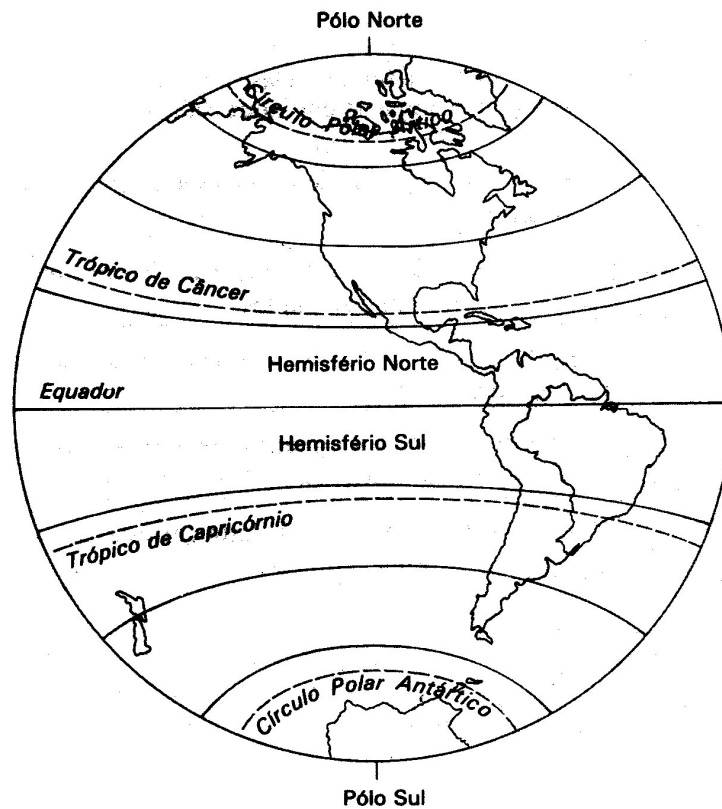 Pólo Norte
Círculo Polar Ártico
Trópico de Câncer
Hemisfério Norte
Equador
Hemisfério Sul
Trópico de Capricórnio
Círculo Polar Antártico
Pólo Sul